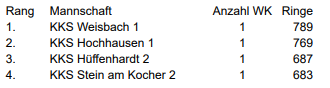 Rang Mannschaft Anzahl WK Ringe
1. KKS Weisbach 1 1 789
2. KKS Hochhausen 1 1 769
3. KKS Hüffenhardt 2 1 687
4. KKS Stein am Kocher 2 1 683